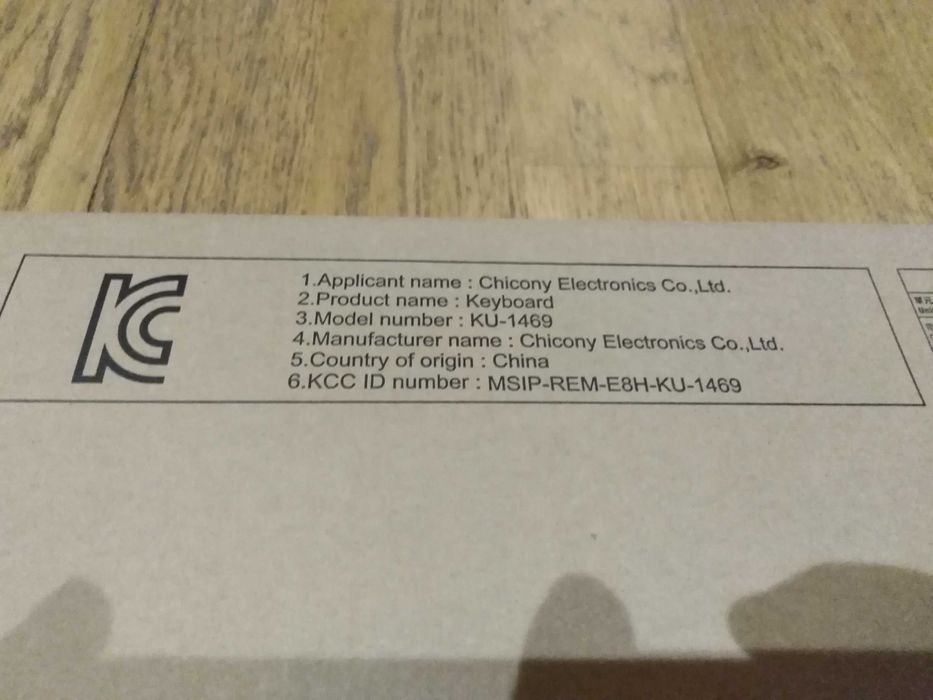 KC
1.Applicant name : Chicony Electronics Co.,Ltd.
2.Product name : Keyboard
3.Model number : KU-1469
4.Manufacturer name : Chicony Electronics Co.,Ltd.
5.Country of origin : China
6.KCC ID number : MSIP-REM-E8H-KU-1469
單元